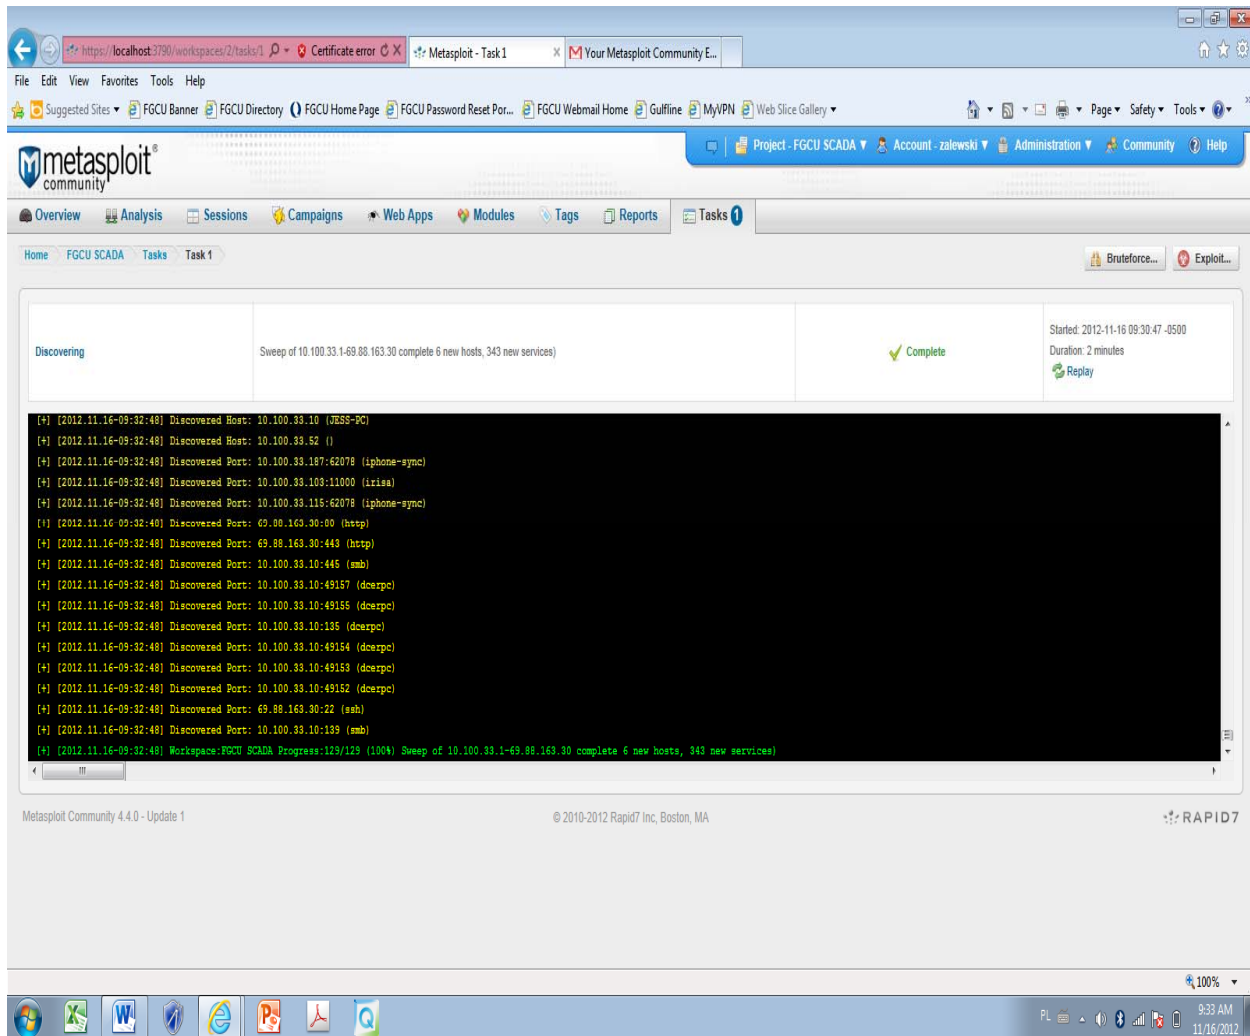 https://localhost:3790/workspaces/2/tasks/1 Certificate error Metasploit - Task 1 Your Metasploit Community E...
File Edit View Favorites Tools Help
Suggested Sites FGCU Banner FGCU Directory FGCU Home Page FGCU Password Reset Por... FGCU Webmail Home Gulfline MyVPN Web Slice Gallery Page Safety Tools
metasploit®
community
Project - FGCU SCADA Account - zalewski Administration Community Help
Overview Analysis Sessions Campaigns Web Apps Modules Tags Reports Tasks 1
Home FGCU SCADA Tasks Task 1
Bruteforce... Exploit...
Discovering Sweep of 10.100.33.1-69.88.163.30 complete 6 new hosts, 343 new services) Complete
Started: 2012-11-16 09:30:47 -0500
Duration: 2 minutes
Replay
[+] [2012.11.16-09:32:48] Discovered Host: 10.100.33.10 (JESS-PC)
[+] [2012.11.16-09:32:48] Discovered Host: 10.100.33.52 ()
[+] [2012.11.16-09:32:48] Discovered Port: 10.100.33.187:62078 (iphone-sync)
[+] [2012.11.16-09:32:48] Discovered Port: 10.100.33.103:11000 (irisa)
[+] [2012.11.16-09:32:48] Discovered Port: 10.100.33.115:62078 (iphone-sync)
[+] [2012.11.16-09:32:48] Discovered Port: 69.88.163.30:80 (http)
[+] [2012.11.16-09:32:48] Discovered Port: 69.88.163.30:443 (http)
[+] [2012.11.16-09:32:48] Discovered Port: 10.100.33.10:445 (smb)
[+] [2012.11.16-09:32:48] Discovered Port: 10.100.33.10:49157 (dcerpc)
[+] [2012.11.16-09:32:48] Discovered Port: 10.100.33.10:49155 (dcerpc)
[+] [2012.11.16-09:32:48] Discovered Port: 10.100.33.10:135 (dcerpc)
[+] [2012.11.16-09:32:48] Discovered Port: 10.100.33.10:49154 (dcerpc)
[+] [2012.11.16-09:32:48] Discovered Port: 10.100.33.10:49153 (dcerpc)
[+] [2012.11.16-09:32:48] Discovered Port: 10.100.33.10:49152 (dcerpc)
[+] [2012.11.16-09:32:48] Discovered Port: 69.88.163.30:22 (ssh)
[+] [2012.11.16-09:32:48] Discovered Port: 10.100.33.10:139 (smb)
[+] [2012.11.16-09:32:48] Workspace:FGCU SCADA Progress:129/129 (100%) Sweep of 10.100.33.1-69.88.163.30 complete 6 new hosts, 343 new services)
Metasploit Community 4.4.0 - Update 1 © 2010-2012 Rapid7 Inc, Boston, MA RAPID7
100%
PL 9:33 AM
11/16/2012